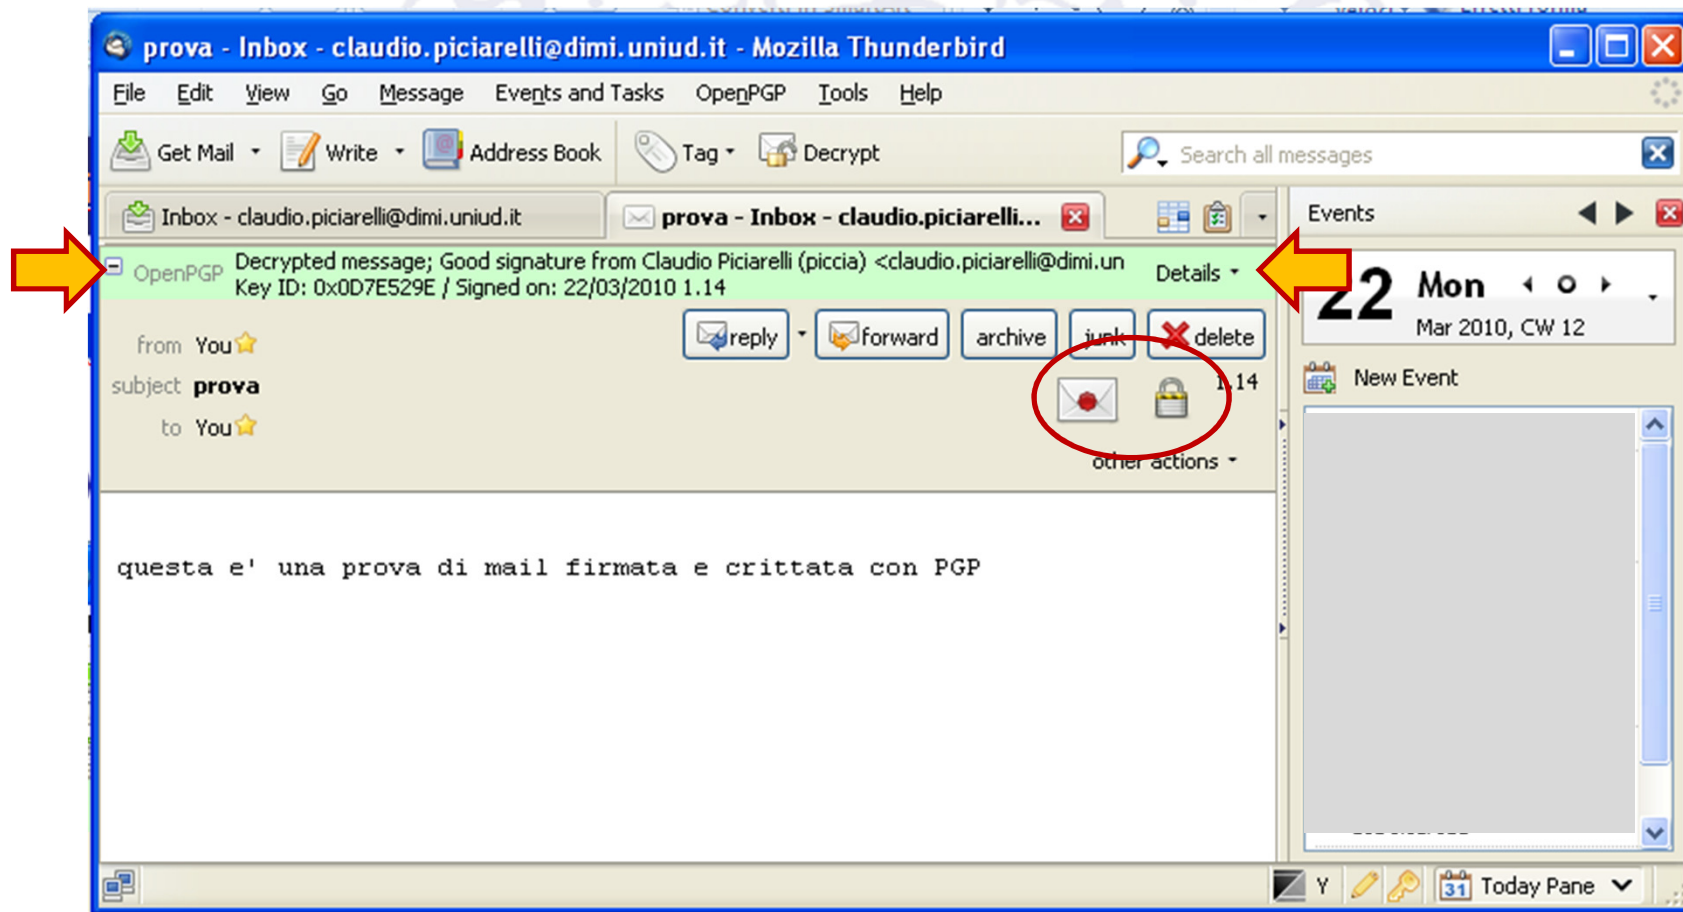 prova - Inbox - claudio.piciarelli@dimi.uniud.it - Mozilla Thunderbird
File Edit View Go Message Events and Tasks OpenPGP Tools Help
Get Mail Write Address Book Tag Decrypt Search all messages
Inbox - claudio.piciarelli@dimi.uniud.it prova - Inbox - claudio.piciarelli... Events
OpenPGP Decrypted message; Good signature from Claudio Piciarelli (piccia) <claudio.piciarelli@dimi.un Details
Key ID: 0x0D7E529E / Signed on: 22/03/2010 1.14
22 Mon
Mar 2010, CW 12
from You reply forward archive junk delete
subject prova 1.14
New Event
to You
other actions
questa e' una prova di mail firmata e crittata con PGP
Y 31 Today Pane